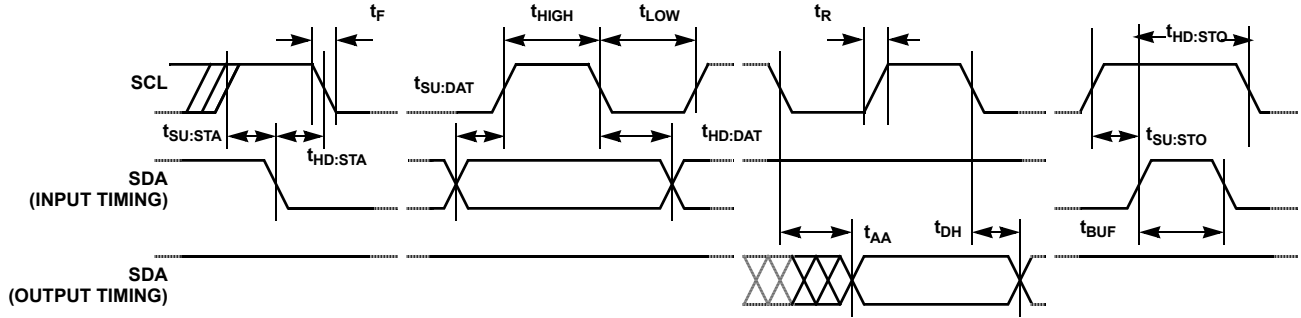 tF
tHIGH
tLOW
tR
tHD:STO
SCL
tSU:DAT
tSU:STA
tHD:STA
tHD:DAT
tSU:STO
SDA
(INPUT TIMING)
tAA
tDH
tBUF
SDA
(OUTPUT TIMING)